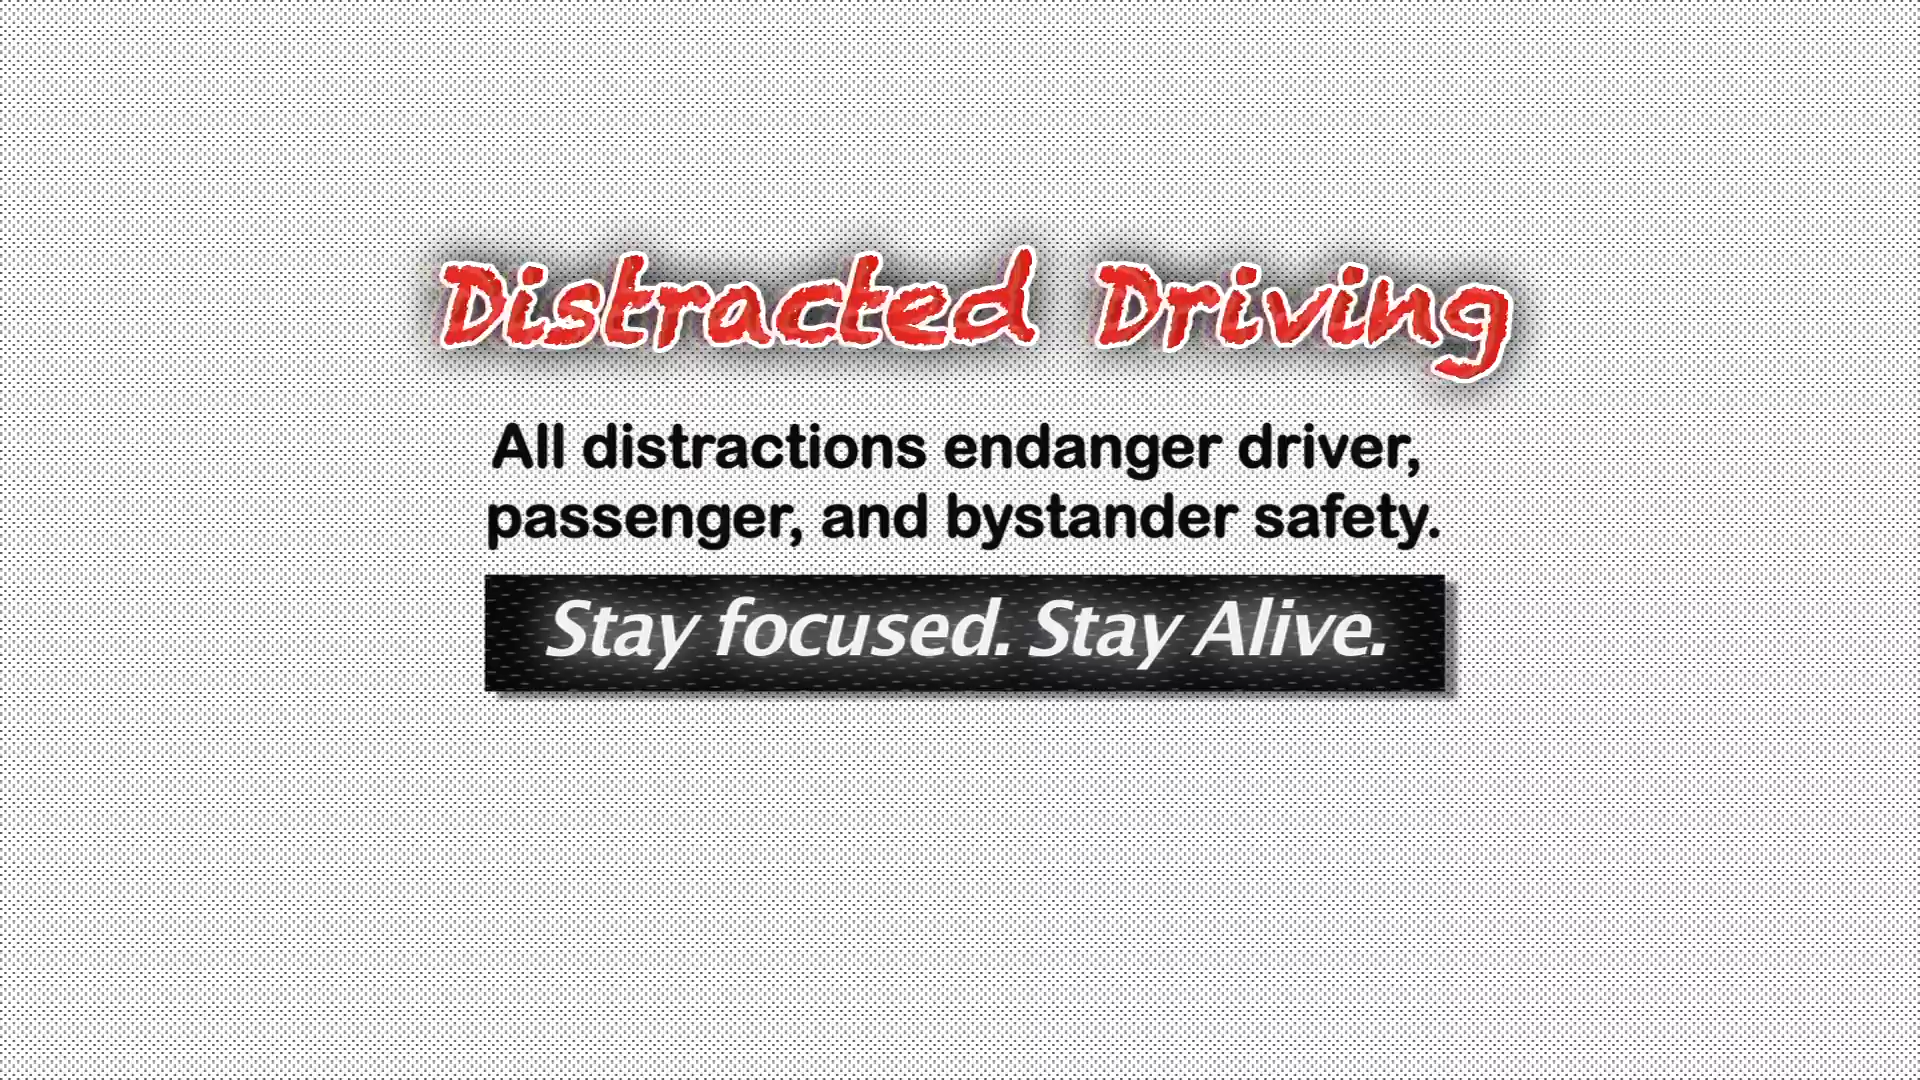 Distracted Driving
All distractions endanger driver,
passenger, and bystander safety.
Stay focused. Stay Alive.